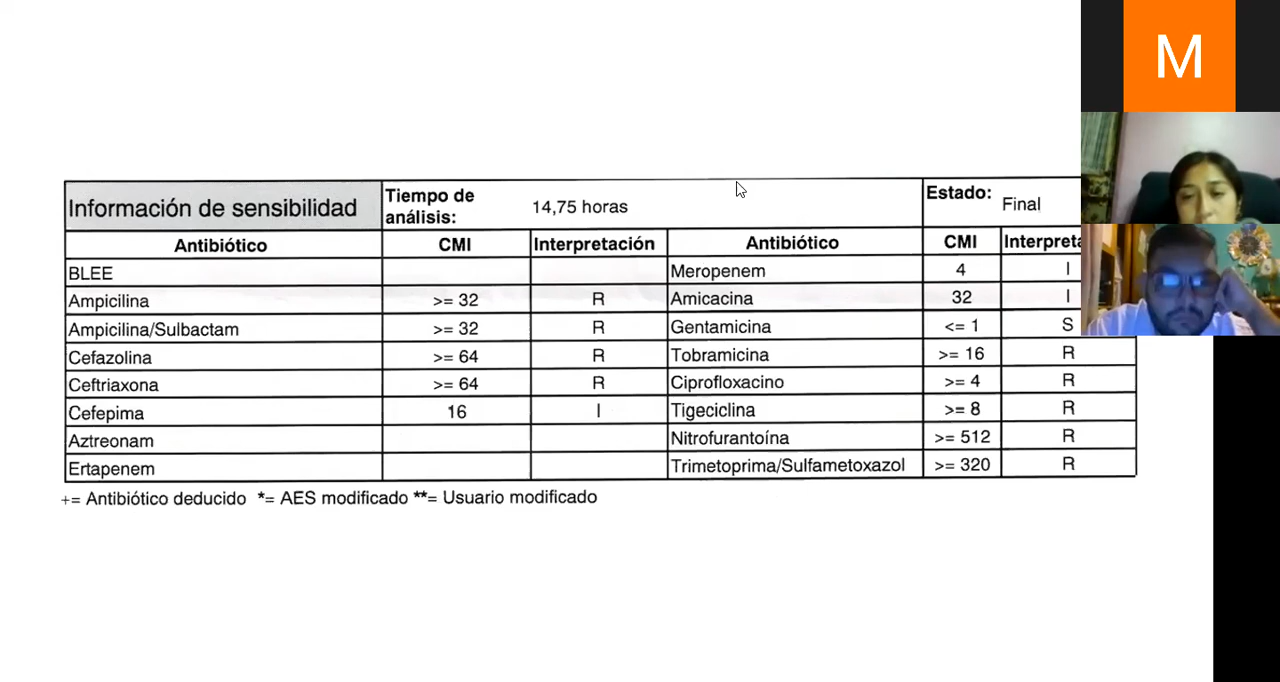 M
Información de sensibilidad Tiempo de análisis: 14,75 horas Estado: Final
Antibiótico CMI Interpretación Antibiótico CMI Interpreta
BLEE Meropenem 4 I
Ampicilina >= 32 R Amicacina 32 I
Ampicilina/Sulbactam >= 32 R Gentamicina <= 1 S
Cefazolina >= 64 R Tobramicina >= 16 R
Ceftriaxona >= 64 R Ciprofloxacino >= 4 R
Cefepima 16 I Tigeciclina >= 8 R
Aztreonam Nitrofurantoína >= 512 R
Ertapenem Trimetoprima/Sulfametoxazol >= 320 R
+= Antibiótico deducido *= AES modificado **= Usuario modificado